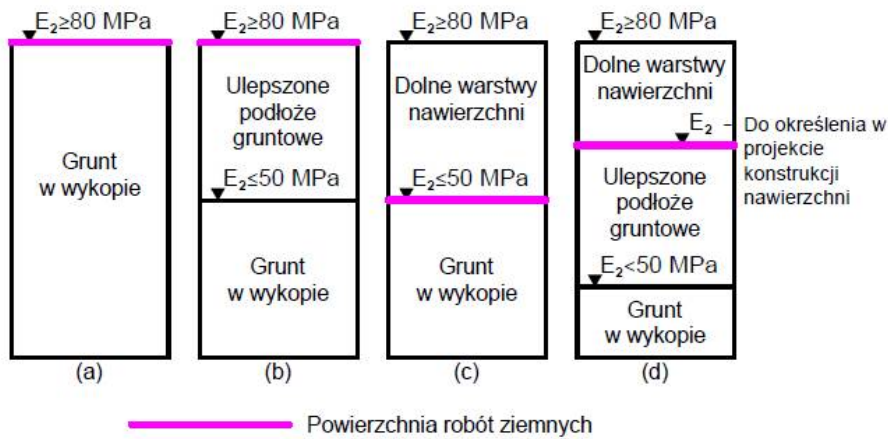 E₂≥80 MPa
Grunt
w wykopie
(a)
E₂≥80 MPa
Ulepszone
podłoże
gruntowe
E₂≤50 MPa
Grunt
w wykopie
(b)
E₂≥80 MPa
Dolne warstwy
nawierzchni
E₂≤50 MPa
Grunt
w wykopie
(c)
E₂≥80 MPa
Dolne warstwy
nawierzchni
E₂ - Do określenia w
projekcie
konstrukcji
nawierzchni
Ulepszone
podłoże
gruntowe
E₂<50 MPa
Grunt
w wykopie
(d)
Powierzchnia robót ziemnych